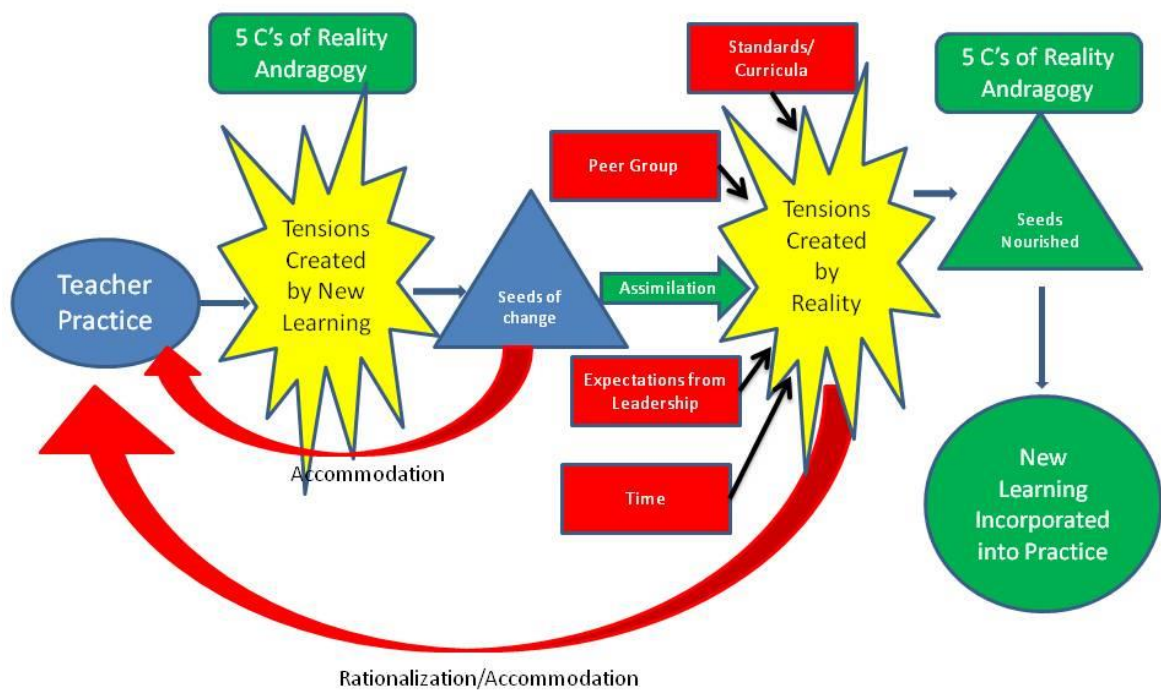 5 C's of Reality
Andragogy
Standards/
Curricula
5 C's of Reality
Andragogy
Peer Group
Tensions
Created
by New
Learning
Tensions
Created
by
Reality
Seeds
Nourished
Teacher
Practice
Seeds of
change
Assimilation
Expectations from
Leadership
Accommodation
Time
New
Learning
Incorporated
into Practice
Rationalization/Accommodation